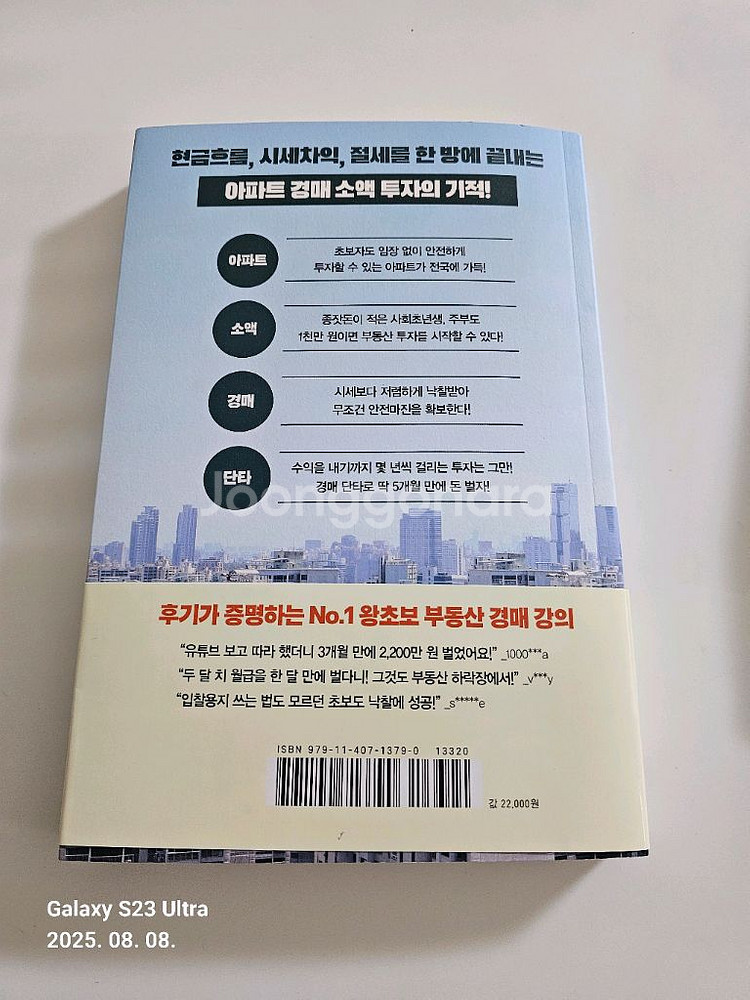 현금흐름, 시세차익, 절세를 한 방에 끝내는
아파트 경매 소액 투자의 기적!
아파트
초보자도 임장 없이 안전하게
투자할 수 있는 아파트가 전국에 가득!
소액
종잣돈이 적은 사회초년생, 주부도
1천만 원이면 부동산 투자를 시작할 수 있다!
경매
시세보다 저렴하게 낙찰받아
무조건 안전마진을 확보한다!
단타
수익을 내기까지 몇 년씩 걸리는 투자는 그만!
경매 단타로 딱 5개월 만에 돈 벌자!
Joonggonara
후기가 증명하는 No.1 왕초보 부동산 경매 강의
“유튜브 보고 따라 했더니 3개월 만에 2,200만 원 벌었어요!” _1000***a
“두 달 치 월급을 한 달 만에 벌다니! 그것도 부동산 하락장에서!” _v***y
“입찰용지 쓰는 법도 모르던 초보도 낙찰에 성공!” _s*****e
ISBN 979-11-407-1379-0 13320
값 22,000원
Galaxy S23 Ultra
2025. 08. 08.